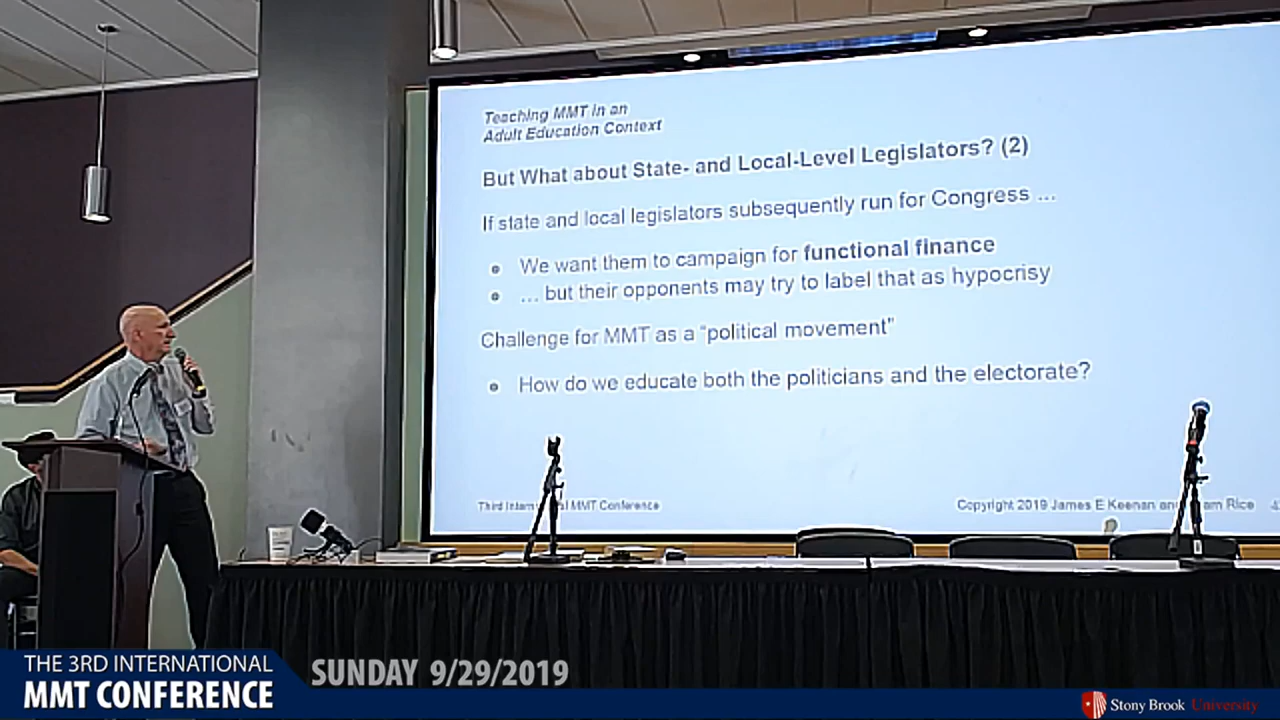 Teaching MMT in an
Adult Education Context
But What about State- and Local-Level Legislators? (2)
If state and local legislators subsequently run for Congress ...
• We want them to campaign for functional finance
• ... but their opponents may try to label that as hypocrisy
Challenge for MMT as a "political movement"
• How do we educate both the politicians and the electorate?
Third MMT Conference
Copyright 2019 James E Keenan Rice
THE 3RD INTERNATIONAL
MMT CONFERENCE
SUNDAY 9/29/2019
Stony Brook University